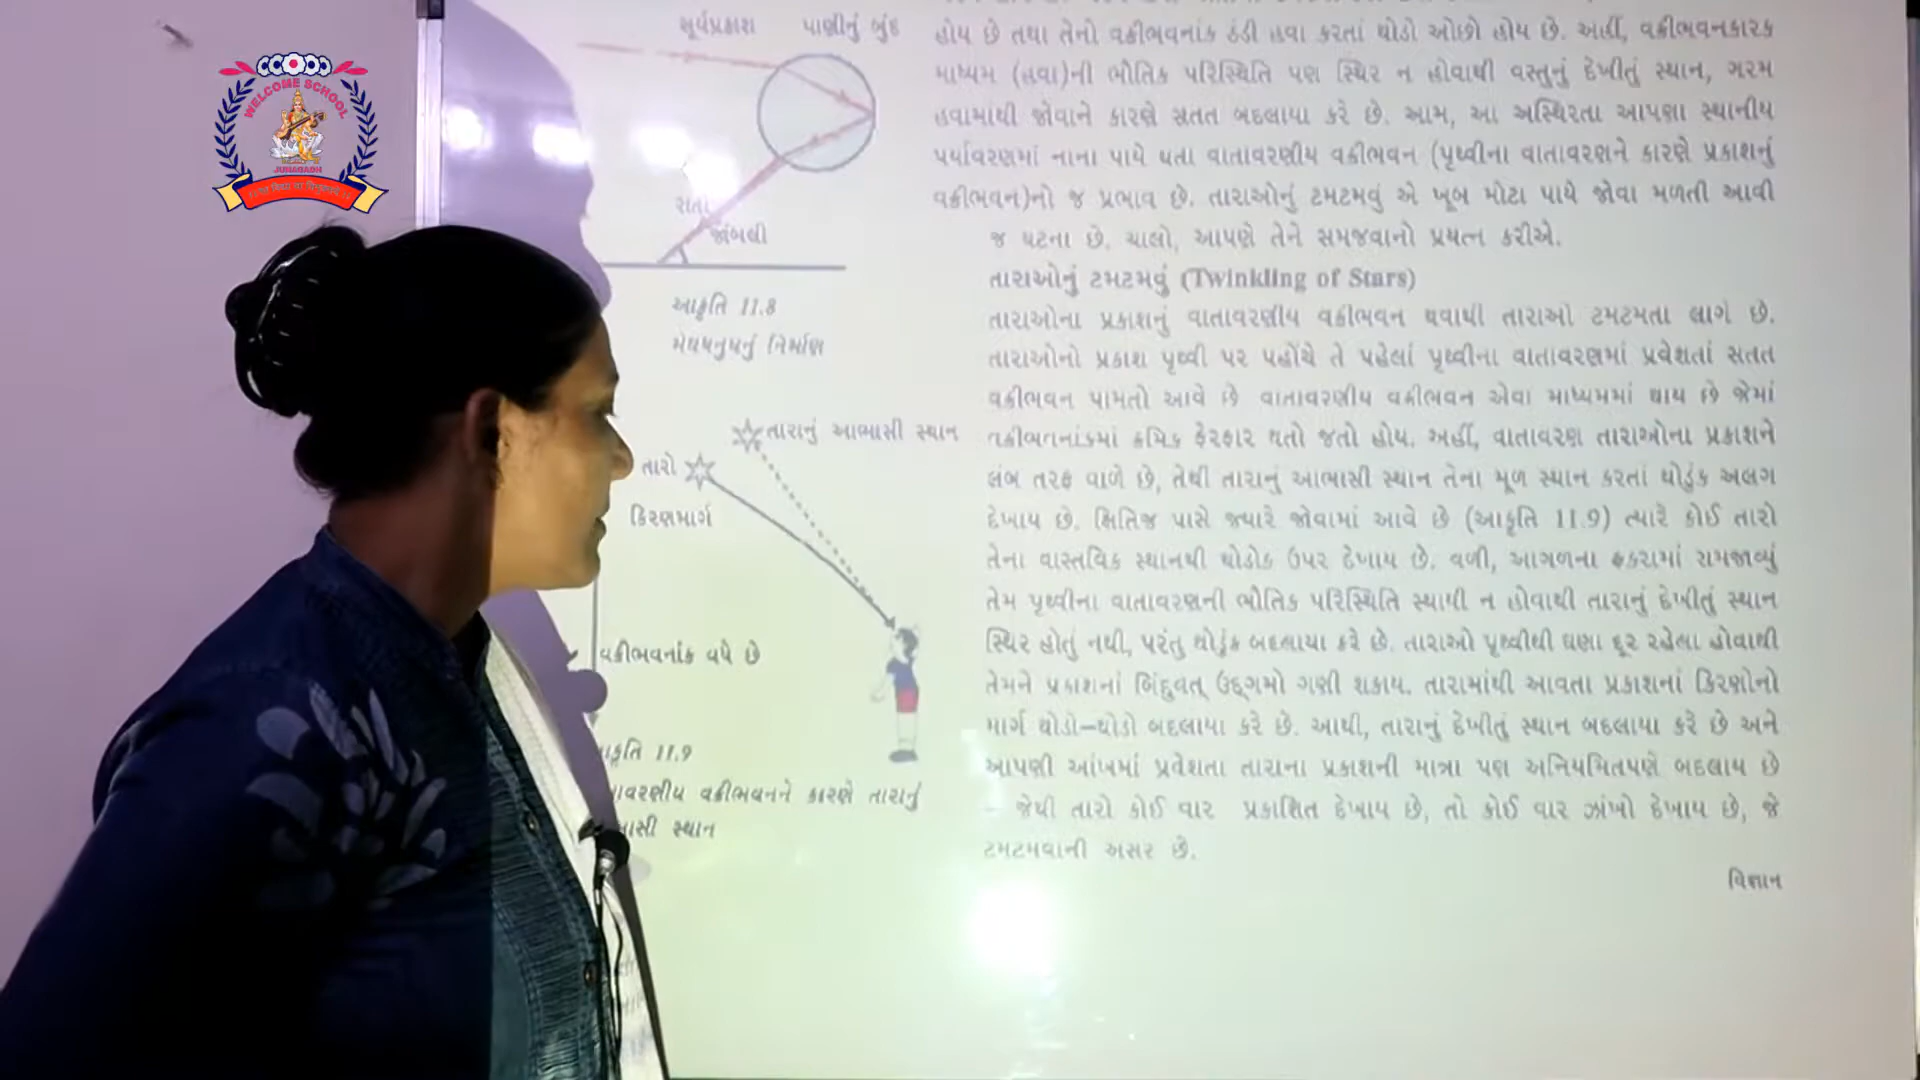 WELCOME SCHOOL
JUNAGADH
સૂર્યપ્રકાશ પાણીનું બુંદ
રાતો
જાંબલી
આકૃતિ 11.8
મેઘધનુષનું નિર્માણ
તારાનું આભાસી સ્થાન
તારો
કિરણમાર્ગ
વક્રીભવનાંક વધે છે
કૃતિ 11.9
વરણીય વક્રીભવનને કારણે તારાનું
સી સ્થાન
હોય છે તથા તેનો વક્રીભવનાંક ઠંડી હવા કરતાં થોડો ઓછો હોય છે. અહીં, વક્રીભવનકારક
માધ્યમ (હવા)ની ભૌતિક પરિસ્થિતિ પણ સ્થિર ન હોવાથી વસ્તુનું દેખીતું સ્થાન, ગરમ
હવામાથી જોવાને કારણે સતત બદલાયા કરે છે. આમ, આ અસ્થિરતા આપણા સ્થાનીય
પર્યાવરણમાં નાના પાયે થતા વાતાવરણીય વક્રીભવન (પૃથ્વીના વાતાવરણને કારણે પ્રકાશનું
વક્રીભવન)નો જ પ્રભાવ છે. તારાઓનું ટમટમવું એ ખૂબ મોટા પાયે જોવા મળતી આવી
જ ઘટના છે. ચાલો, આપણે તેને સમજવાનો પ્રયત્ન કરીએ.
તારાઓનું ટમટમવું (Twinkling of Stars)
તારાઓના પ્રકાશનું વાતાવરણીય વક્રીભવન થવાથી તારાઓ ટમટમતા લાગે છે.
તારાઓનો પ્રકાશ પૃથ્વી પર પહોંચે તે પહેલાં પૃથ્વીના વાતાવરણમાં પ્રવેશતાં સતત
વક્રીભવન પામતો આવે છે વાતાવરણીય વક્રીભવન એવા માધ્યમમાં થાય છે જેમાં
વક્રીભવનાંકમાં ક્રમિક ફેરફાર થતો જતો હોય. અહીં, વાતાવરણ તારાઓના પ્રકાશને
લંબ તરફ વાળે છે, તેથી તારાનું આભાસી સ્થાન તેના મૂળ સ્થાન કરતાં થોડુંક અલગ
દેખાય છે. ક્ષિતિજ પાસે જ્યારે જોવામાં આવે છે (આકૃતિ 11.9) ત્યારે કોઈ તારો
તેના વાસ્તવિક સ્થાનથી થોડોક ઉપર દેખાય છે. વળી, આગળના ફકરામાં સમજાવ્યું
તેમ પૃથ્વીના વાતાવરણની ભૌતિક પરિસ્થિતિ સ્થાયી ન હોવાથી તારાનું દેખીતું સ્થાન
સ્થિર હોતું નથી, પરંતુ થોડુંક બદલાયા કરે છે. તારાઓ પૃથ્વીથી ઘણા દૂર રહેલા હોવાથી
તેમને પ્રકાશનાં બિંદુવત્ ઉદ્ગમો ગણી શકાય. તારામાંથી આવતા પ્રકાશનાં કિરણોનો
માર્ગ થોડો–થોડો બદલાયા કરે છે. આથી, તારાનું દેખીતું સ્થાન બદલાયા કરે છે અને
આપણી આંખમાં પ્રવેશતા તારાના પ્રકાશની માત્રા પણ અનિયમિતપણે બદલાય છે
– જેથી તારો કોઈ વાર પ્રકાશિત દેખાય છે, તો કોઈ વાર ઝાંખો દેખાય છે, જે
ટમટમવાની અસર છે.
વિજ્ઞાન